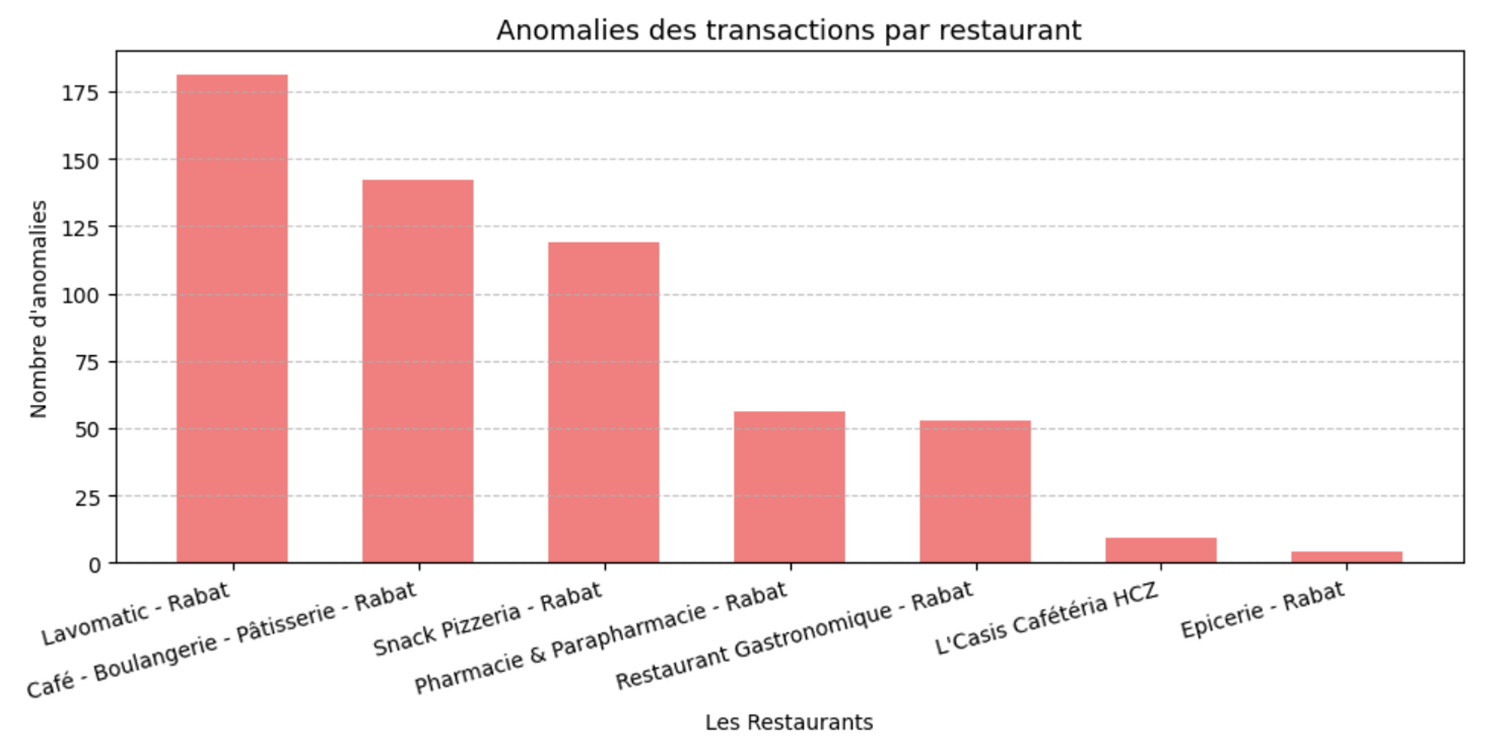 Anomalies des transactions par restaurant
Nombre d'anomalies
175
150
125
100
75
50
25
0
Lavomatic - Rabat
Café - Boulangerie - Pâtisserie - Rabat
Snack Pizzeria - Rabat
Pharmacie & Parapharmacie - Rabat
Restaurant Gastronomique - Rabat
L'Casis Cafétéria HCZ
Epicerie - Rabat
Les Restaurants